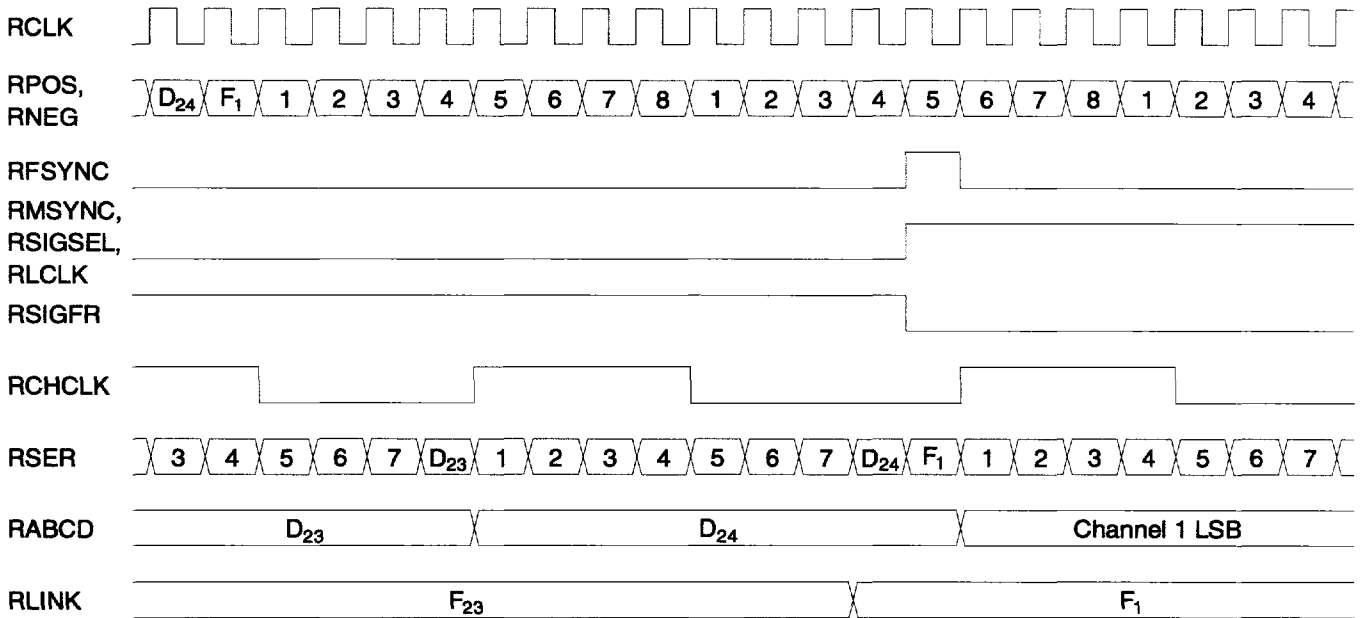 RCLK
RPOS,
RNEG
D24 F1 1 2 3 4 5 6 7 8 1 2 3 4 5 6 7 8 1 2 3 4
RFSYNC
RMSYNC,
RSIGSEL,
RLCLK
RSIGFR
RCHCLK
RSER 3 4 5 6 7 D23 1 2 3 4 5 6 7 D24 F1 1 2 3 4 5 6 7
RABCD D23 D24 Channel 1 LSB
RLINK F23 F1